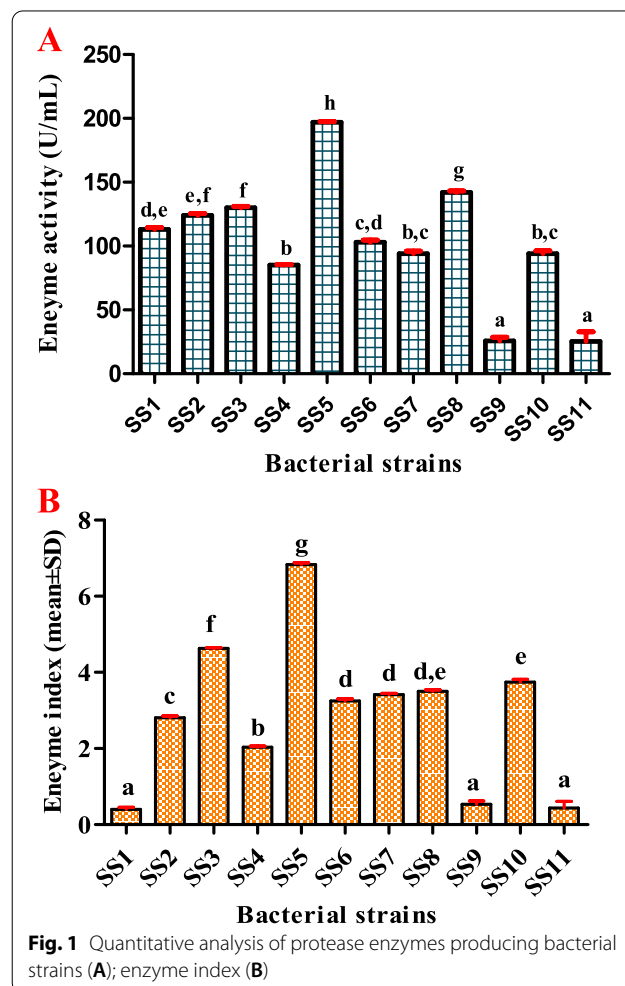 A
Eneyme activity (U/mL)
250
200
150
100
50
0
d,e
e,f
f
b
h
c,d
b,c
g
a
b,c
a
SS1
SS2
SS3
SS4
SS5
SS6
SS7
SS8
SS9
SS10
SS11
Bacterial strains
B
Eneyme index (mean±SD)
8
6
4
2
0
a
c
f
b
g
d
d
d,e
a
e
a
SS1
SS2
SS3
SS4
SS5
SS6
SS7
SS8
SS9
SS10
SS11
Bacterial strains
Fig. 1 Quantitative analysis of protease enzymes producing bacterial
strains (A); enzyme index (B)